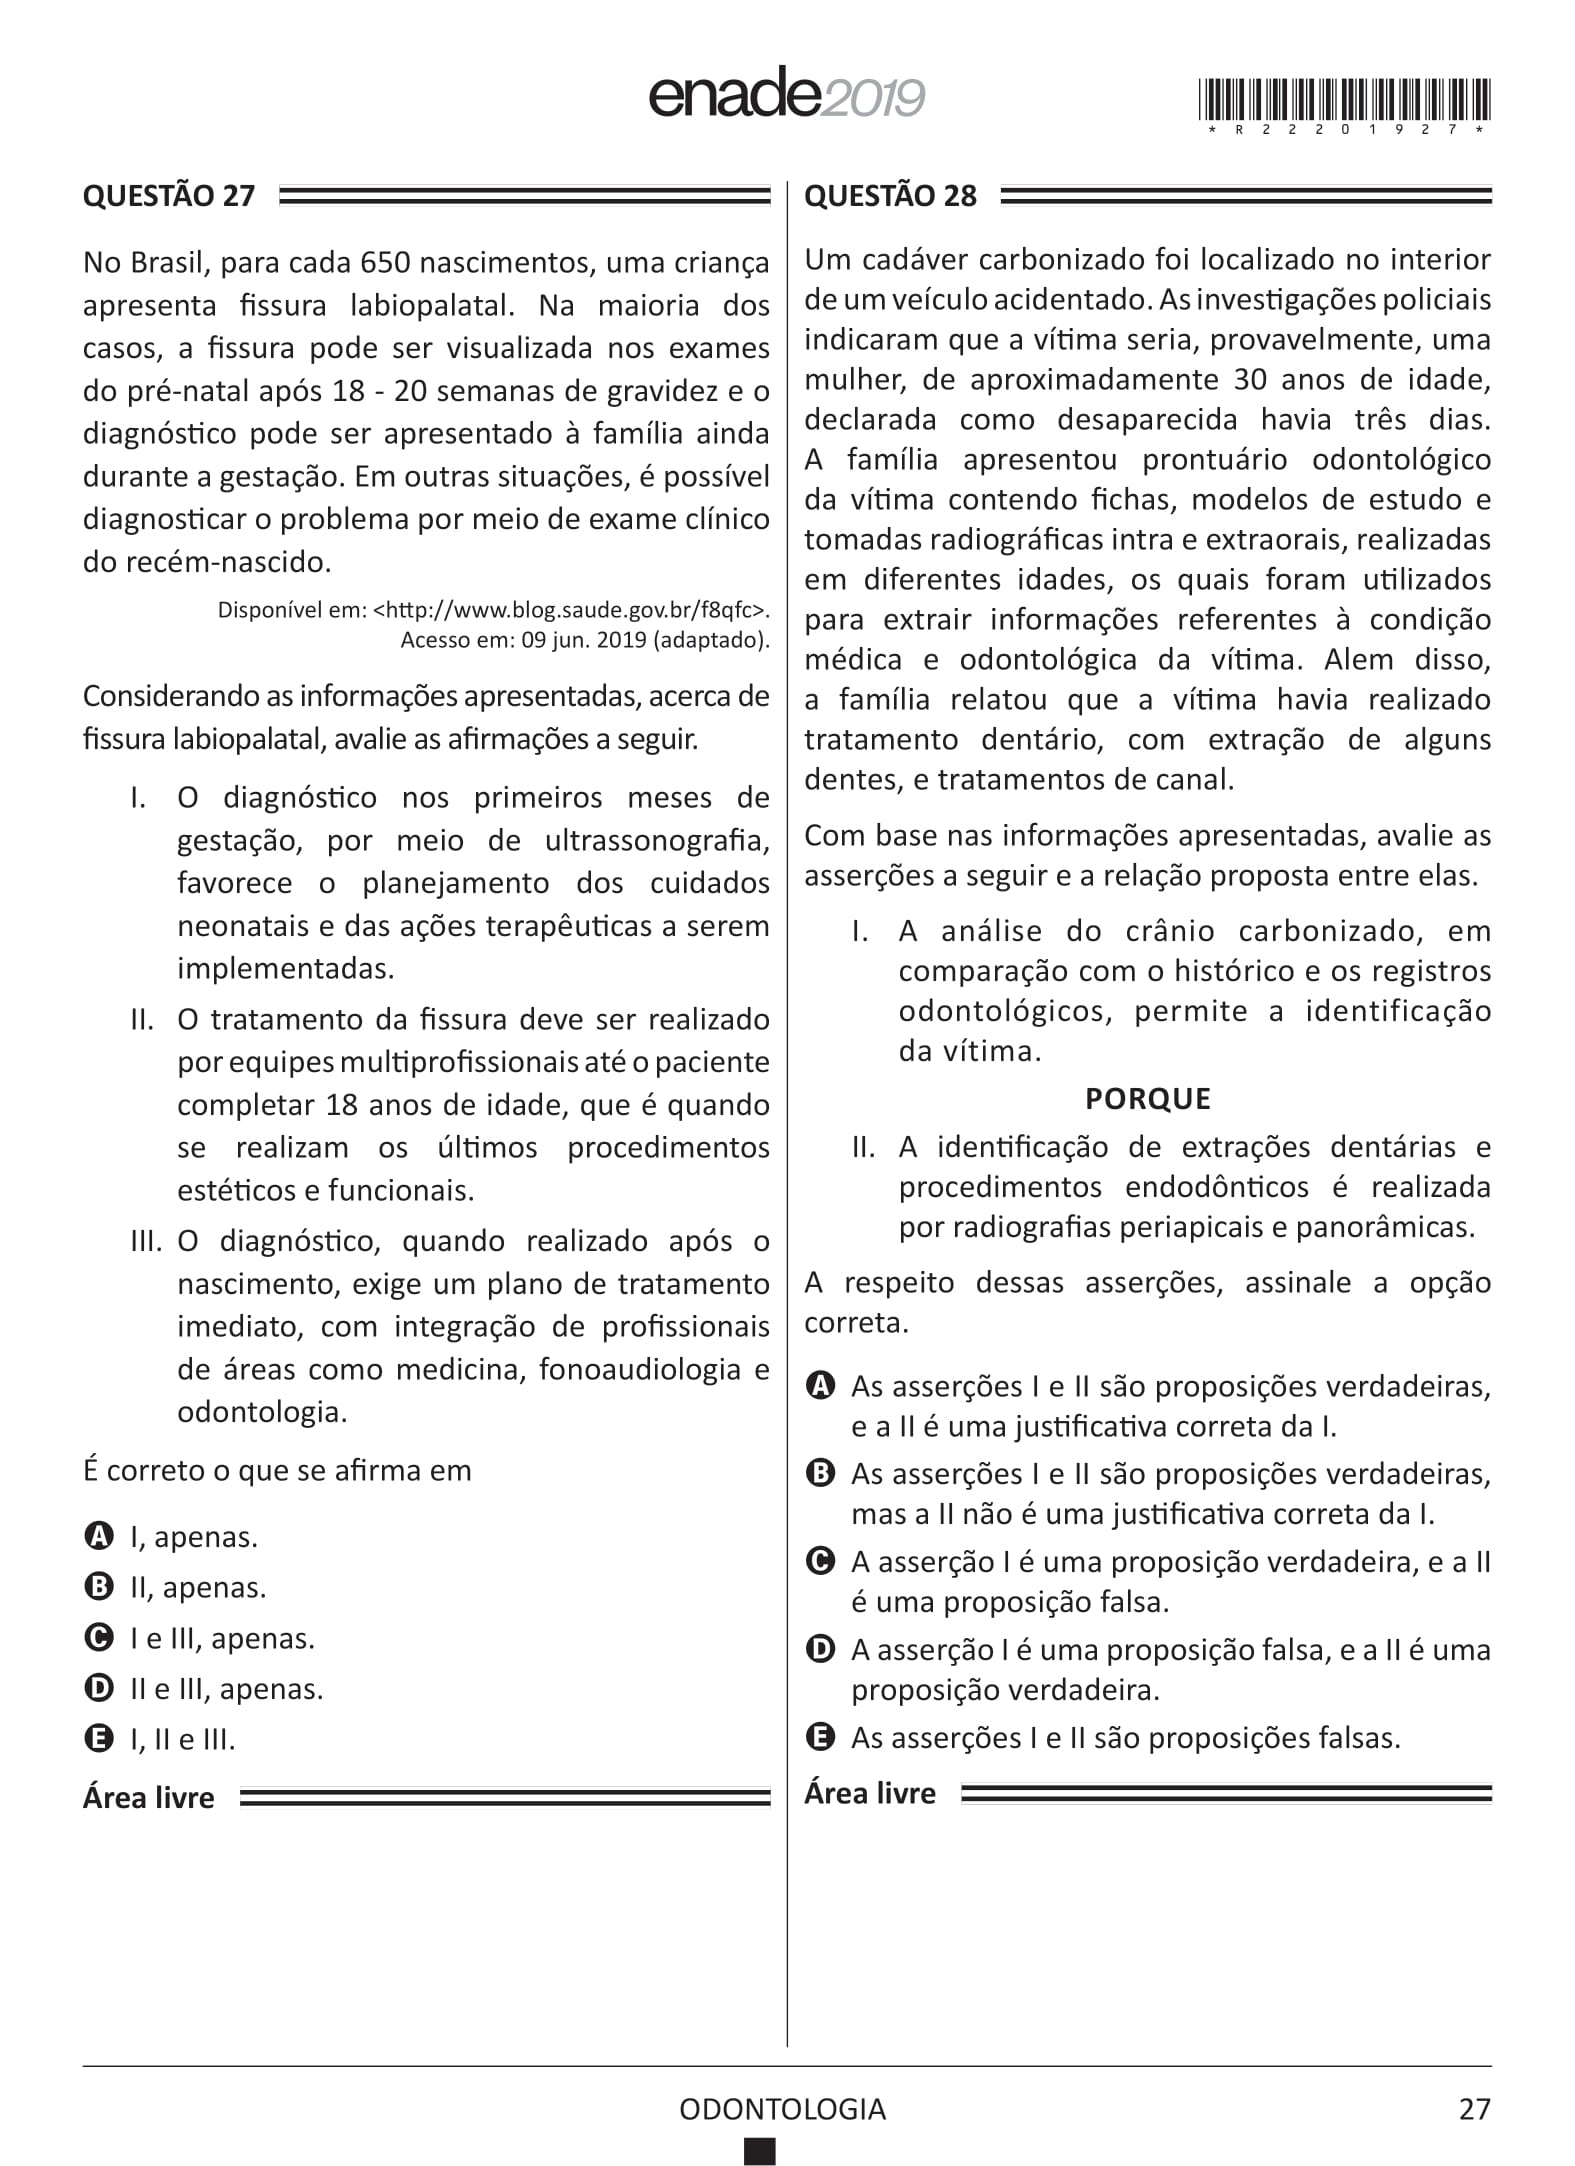 enade2019
*R22201927*
QUESTÃO 27
No Brasil, para cada 650 nascimentos, uma criança
apresenta fissura labiopalatal. Na maioria dos
casos, a fissura pode ser visualizada nos exames
do pré-natal após 18 - 20 semanas de gravidez e o
diagnóstico pode ser apresentado à família ainda
durante a gestação. Em outras situações, é possível
diagnosticar o problema por meio de exame clínico
do recém-nascido.
Disponível em: <http://www.blog.saude.gov.br/f8qfc>.
Acesso em: 09 jun. 2019 (adaptado).
Considerando as informações apresentadas, acerca de
fissura labiopalatal, avalie as afirmações a seguir.
I. O diagnóstico nos primeiros meses de
gestação, por meio de ultrassonografia,
favorece o planejamento dos cuidados
neonatais e das ações terapêuticas a serem
implementadas.
II. O tratamento da fissura deve ser realizado
por equipes multiprofissionais até o paciente
completar 18 anos de idade, que é quando
se realizam os últimos procedimentos
estéticos e funcionais.
III. O diagnóstico, quando realizado após o
nascimento, exige um plano de tratamento
imediato, com integração de profissionais
de áreas como medicina, fonoaudiologia e
odontologia.
É correto o que se afirma em
A I, apenas.
B II, apenas.
C I e III, apenas.
D II e III, apenas.
E I, II e III.
Área livre
QUESTÃO 28
Um cadáver carbonizado foi localizado no interior
de um veículo acidentado. As investigações policiais
indicaram que a vítima seria, provavelmente, uma
mulher, de aproximadamente 30 anos de idade,
declarada como desaparecida havia três dias.
A família apresentou prontuário odontológico
da vítima contendo fichas, modelos de estudo e
tomadas radiográficas intra e extraorais, realizadas
em diferentes idades, os quais foram utilizados
para extrair informações referentes à condição
médica e odontológica da vítima. Alem disso,
a família relatou que a vítima havia realizado
tratamento dentário, com extração de alguns
dentes, e tratamentos de canal.
Com base nas informações apresentadas, avalie as
asserções a seguir e a relação proposta entre elas.
I. A análise do crânio carbonizado, em
comparação com o histórico e os registros
odontológicos, permite a identificação
da vítima.
PORQUE
II. A identificação de extrações dentárias e
procedimentos endodônticos é realizada
por radiografias periapicais e panorâmicas.
A respeito dessas asserções, assinale a opção
correta.
A As asserções I e II são proposições verdadeiras,
e a II é uma justificativa correta da I.
B As asserções I e II são proposições verdadeiras,
mas a II não é uma justificativa correta da I.
C A asserção I é uma proposição verdadeira, e a II
é uma proposição falsa.
D A asserção I é uma proposição falsa, e a II é uma
proposição verdadeira.
E As asserções I e II são proposições falsas.
Área livre
ODONTOLOGIA
27